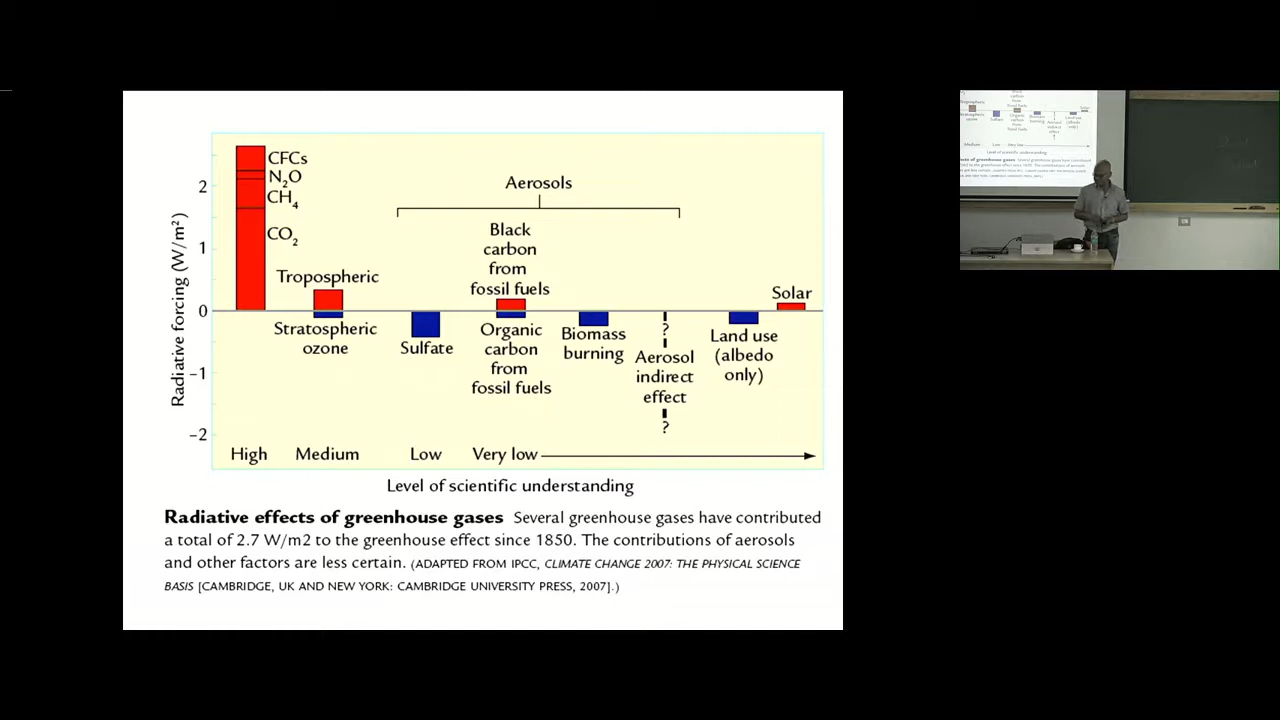 CFCs
N2O
CH4
CO2
2
1
0
−1
−2
Radiative forcing (W/m2)
Aerosols
Tropospheric
Stratospheric
ozone
Sulfate
Black
carbon
from
fossil fuels
Organic
carbon
from
fossil fuels
Biomass
burning
?
Aerosol
indirect
effect
?
Land use
(albedo
only)
Solar
High Medium Low Very low
Level of scientific understanding
Radiative effects of greenhouse gases Several greenhouse gases have contributed
a total of 2.7 W/m2 to the greenhouse effect since 1850. The contributions of aerosols
and other factors are less certain. (ADAPTED FROM IPCC, CLIMATE CHANGE 2007: THE PHYSICAL SCIENCE
BASIS [CAMBRIDGE, UK AND NEW YORK: CAMBRIDGE UNIVERSITY PRESS, 2007].)